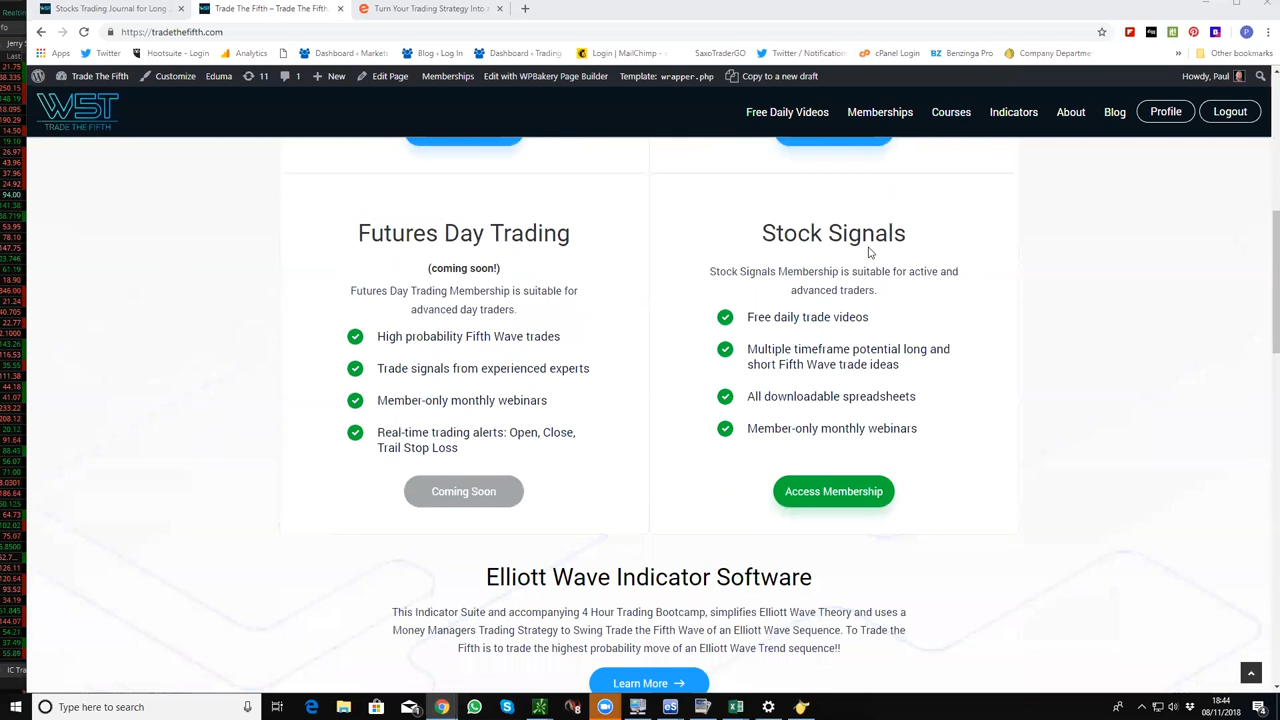 Realti
Stocks Trading Journal for Long
Trade The Fifth – Trade The Fifth
Turn Your Trading Strategy Into
fo
https://tradethefifth.com
Jerry S
Apps
Twitter
Hootsuite - Login
Analytics
Dashboard ‹ Markets
Blog ‹ Log In
Dashboard ‹ Trading
Login | MailChimp -
SaxoTraderGO
Twitter / Notification
cPanel Login
Benzinga Pro
Company Departme
»
Other bookmarks
Last
Trade The Fifth
Customize
Eduma
11
1
+ New
Edit Page
Memberships
Edit with WPBakery Page Builder
Template: wrapper.php
Copy to a new draft
Howdy, Paul
WST
TRADE THE FIFTH
Free Daily Videos
Memberships
Courses
Indicators
About
Blog
Profile
Logout
Futures Day Trading
(coming soon!)
Futures Day Trading Membership is suitable for
advanced day traders.
High probability Fifth Wave trades
Trade signals from experienced experts
Member-only monthly webinars
Real-time trading alerts: Open, Close,
Trail Stop Loss
Coming Soon
Stock Signals
Stock Signals Membership is suitable for active and
advanced traders.
Free daily trade videos
Multiple timeframe potential long and
short Fifth Wave trade ideas
All downloadable spreadsheets
Member-only monthly webinars
Access Membership
Elliott Wave Indicator Software
This Indicator Suite and accompanying 4 Hour Trading Bootcamp, simplifies Elliott Wave Theory and uses a
Money Managers Trading Strategy to Swing Trade the Fifth Wave of an Elliott Wave Sequence. To Trade the
Fifth is to trade the highest probability move of an Elliott Wave Trend sequence!!
Learn More →
IC Tra
Type here to search
18:44
08/11/2018